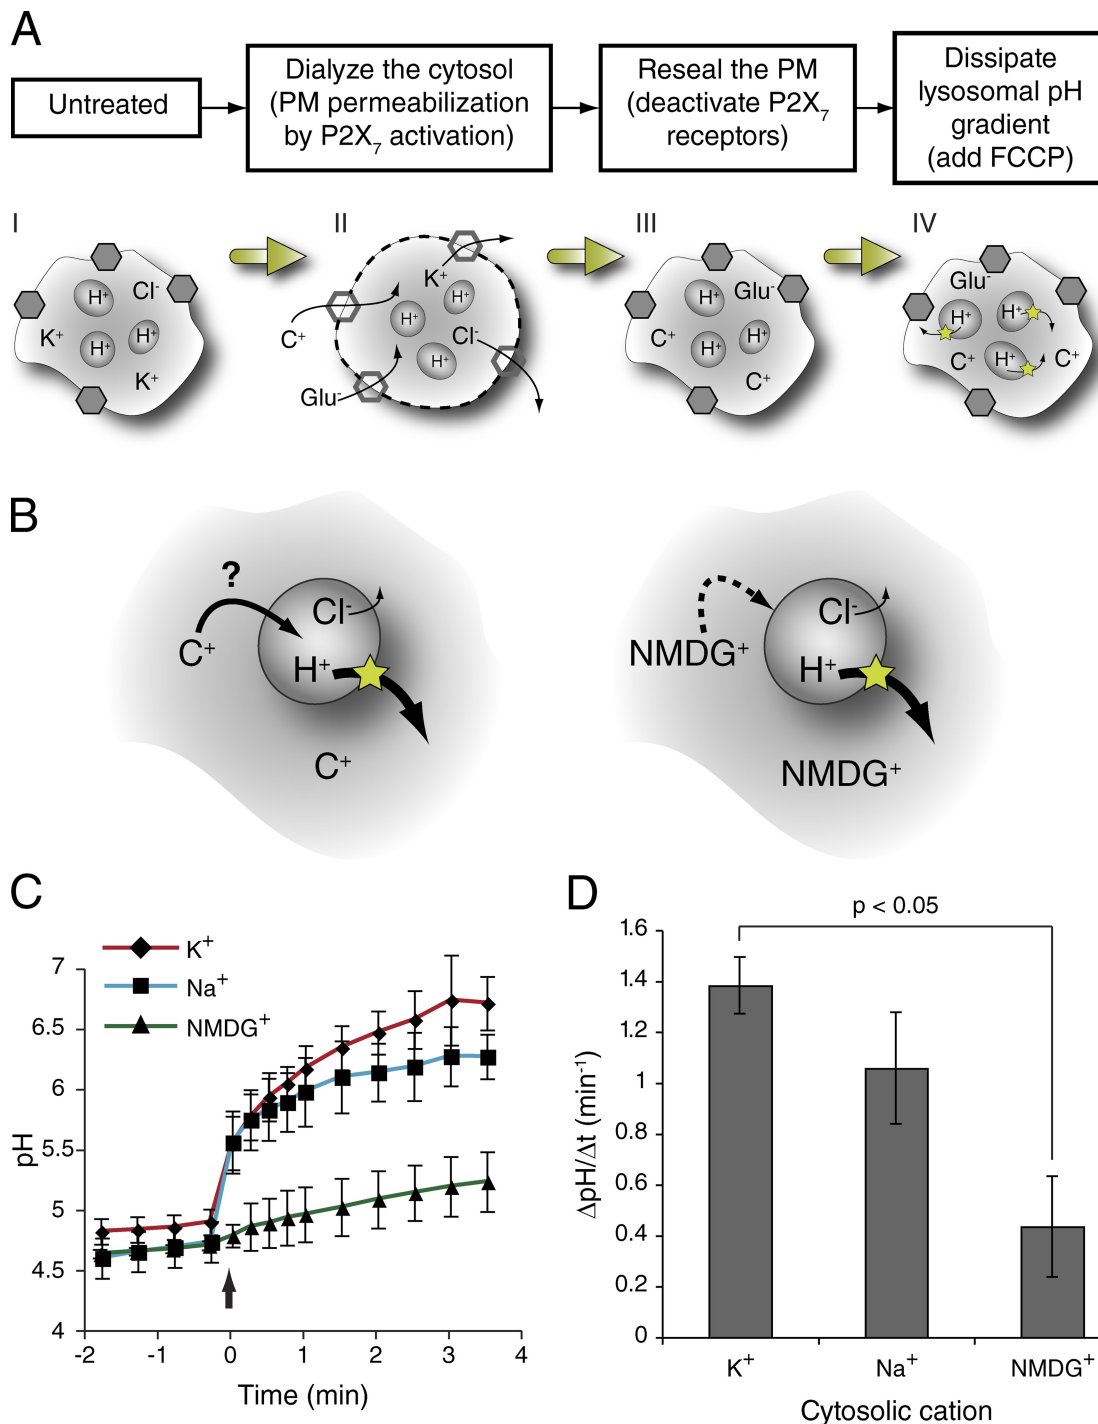 A
Untreated
Dialyze the cytosol
(PM permeabilization
by P2X₇ activation)
Reseal the PM
(deactivate P2X₇
receptors)
Dissipate
lysosomal pH
gradient
(add FCCP)
I
II
III
IV
H⁺
Cl⁻
K⁺
H⁺
H⁺
K⁺
K⁺
H⁺
H⁺
C⁺
Cl⁻
H⁺
Glu⁻
H⁺
Glu⁻
C⁺
H⁺
H⁺
C⁺
Glu⁻
H⁺
H⁺
C⁺
H⁺
C⁺
B
?
Cl⁻
C⁺
H⁺
C⁺
Cl⁻
NMDG⁺
H⁺
NMDG⁺
C
K⁺
Na⁺
NMDG⁺
7
6.5
6
5.5
5
4.5
4
pH
-2
-1
0
1
2
3
4
Time (min)
D
p < 0.05
1.6
1.4
1.2
1
0.8
0.6
0.4
0.2
0
ΔpH/Δt (min⁻¹)
K⁺
Na⁺
NMDG⁺
Cytosolic cation